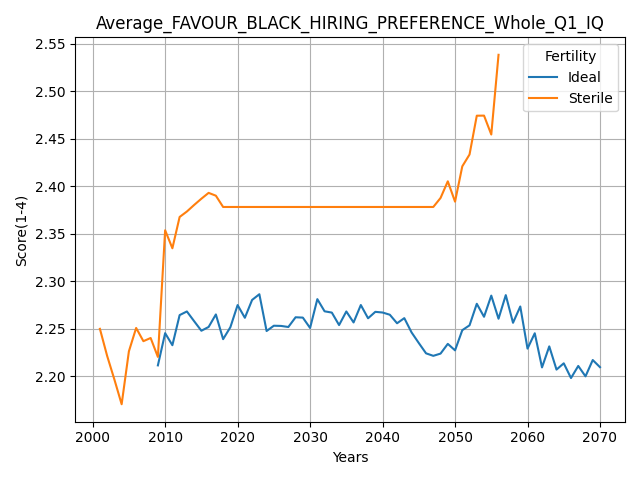 Average_FAVOUR_BLACK_HIRING_PREFERENCE_Whole_Q1_IQ
Score(1-4)
2.55
2.50
2.45
2.40
2.35
2.30
2.25
2.20
Fertility
Ideal
Sterile
2000 2010 2020 2030 2040 2050 2060 2070
Years